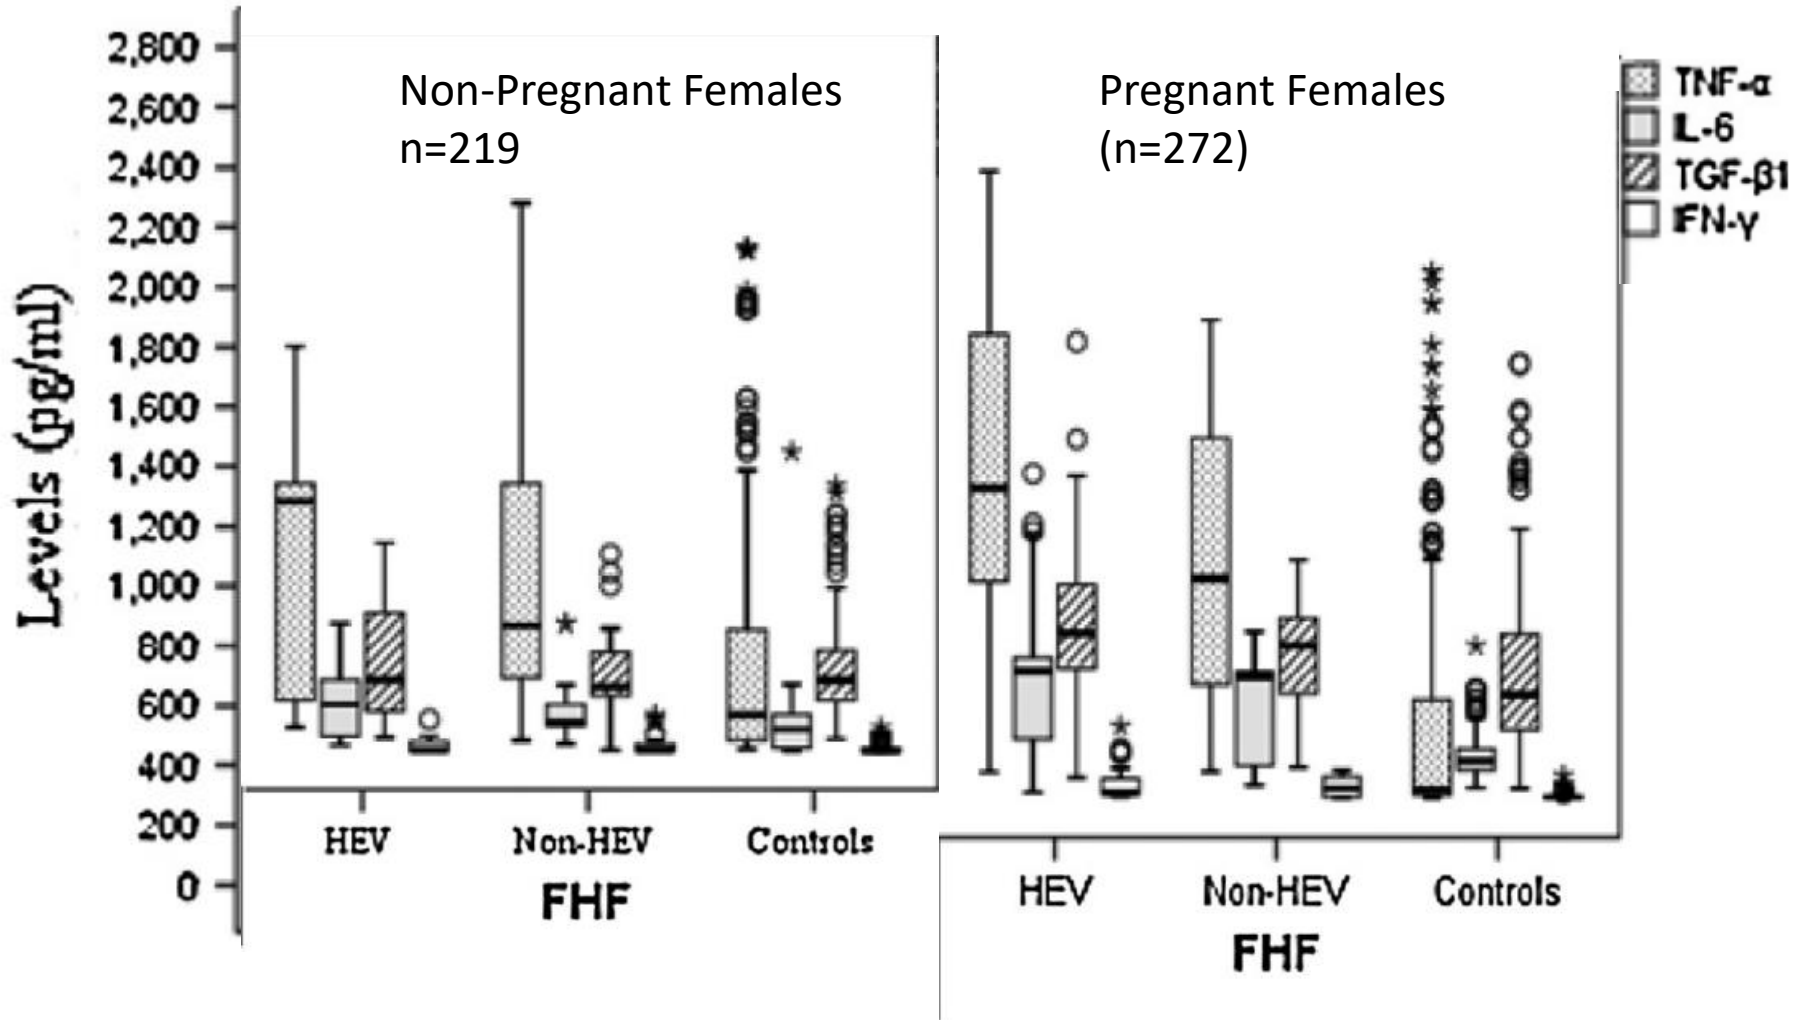 2,800
2,600
2,400
2,200
2,000
1,800
1,600
1,400
1,200
1,000
800
600
400
200
0
Levels (pg/ml)
Non-Pregnant Females
n=219
HEV
Non-HEV
Controls
FHF
Pregnant Females
(n=272)
HEV
Non-HEV
Controls
FHF
TNF-α
IL-6
TGF-β1
IFN-γ